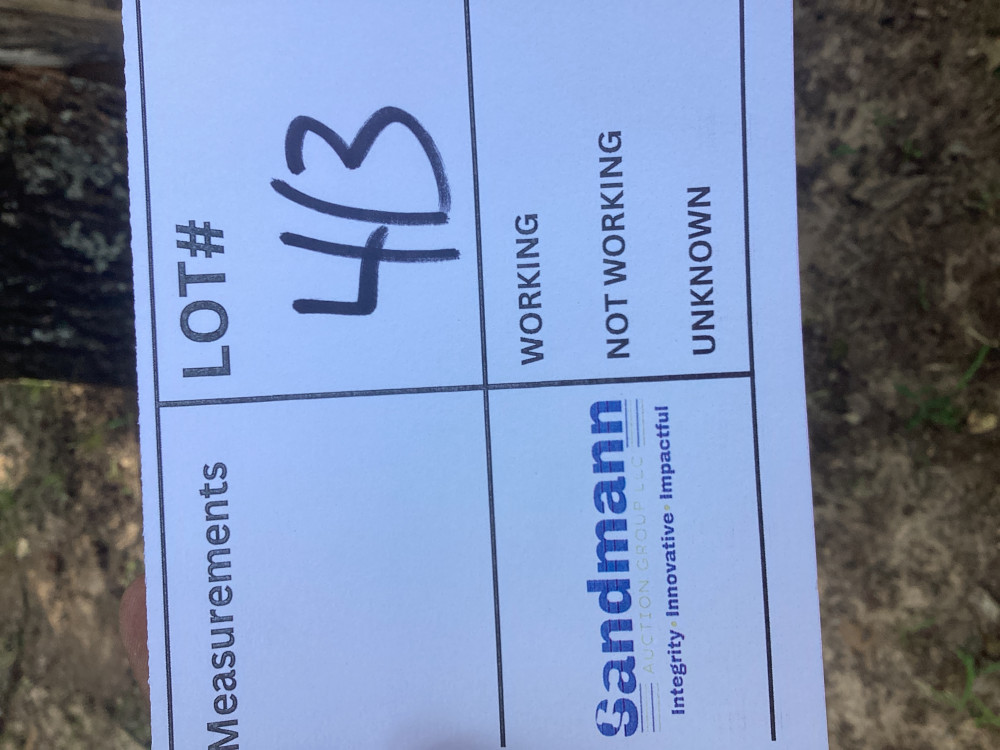 Measurements
LOT#
413
Sandmann
AUCTION GROUP LLC
Integrity • Innovative • Impactful
WORKING
NOT WORKING
UNKNOWN